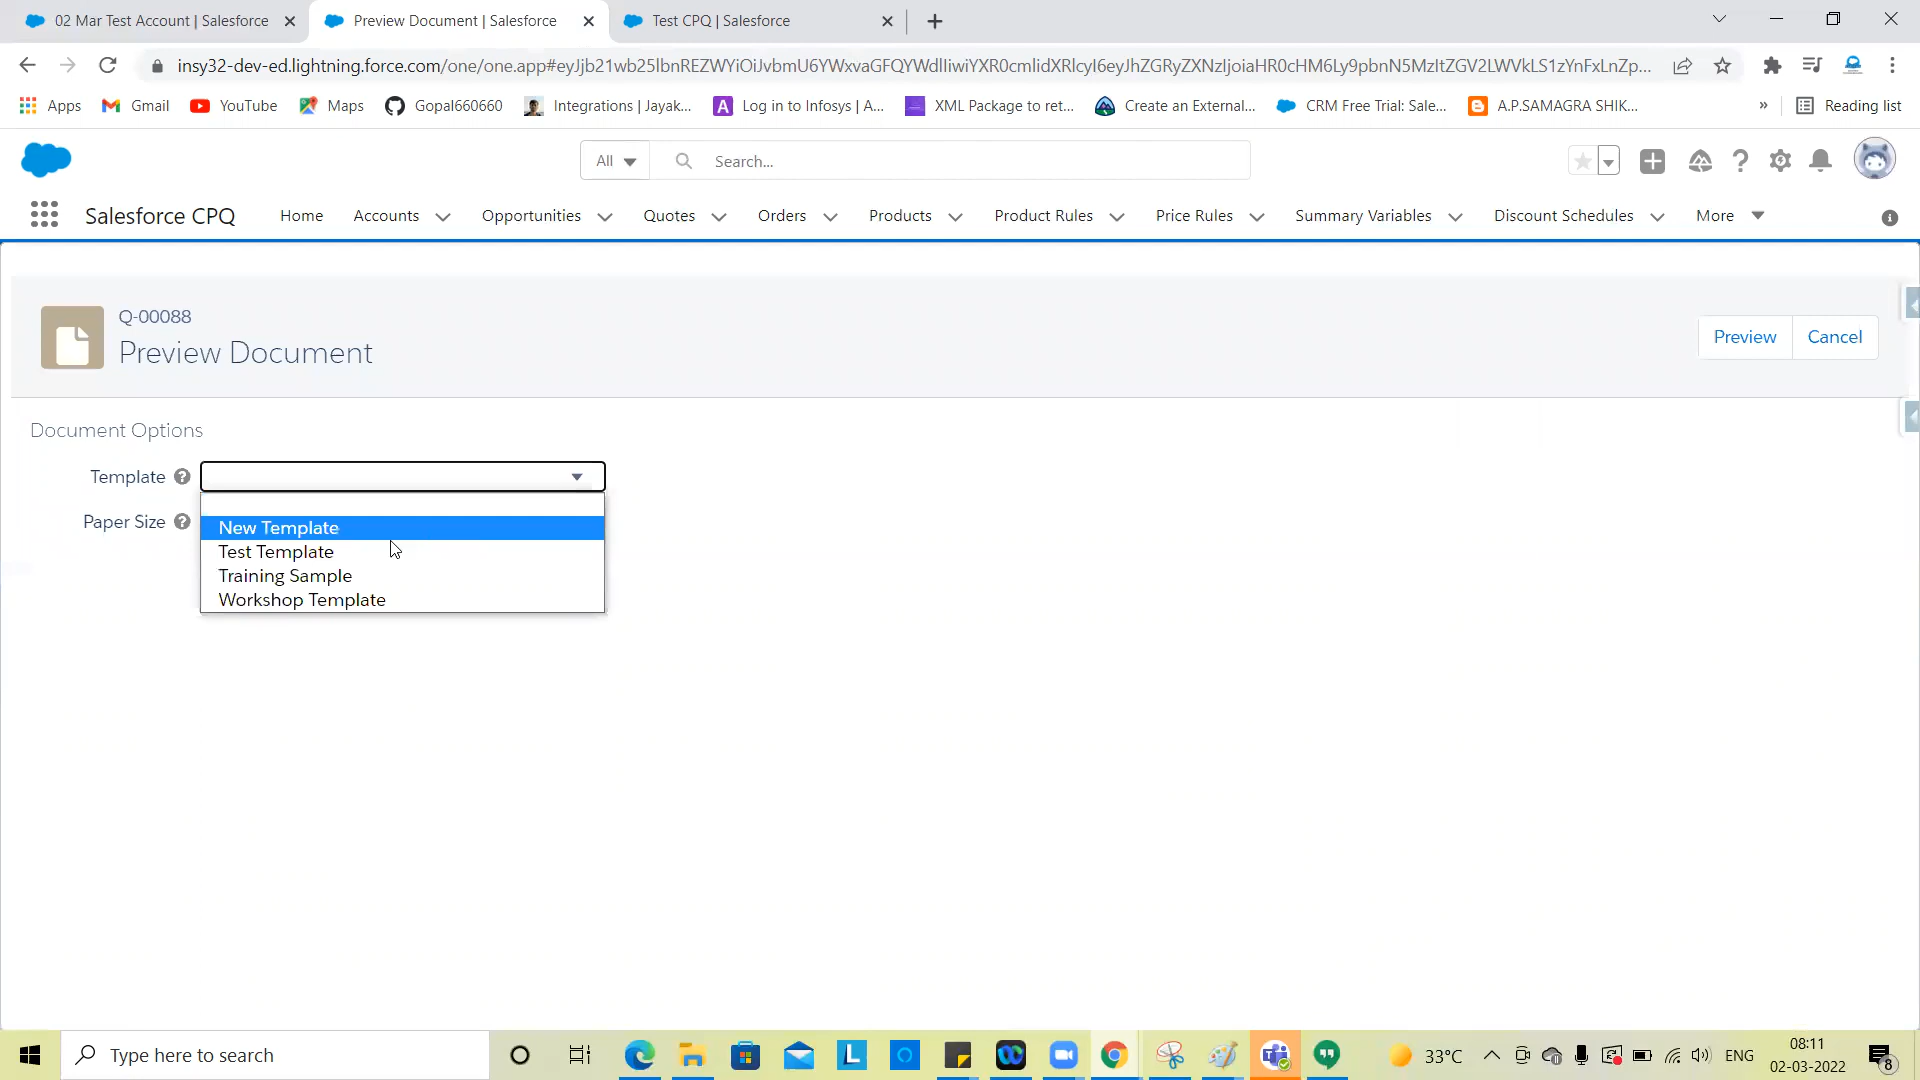 02 Mar Test Account | Salesforce
Preview Document | Salesforce
Test CPQ | Salesforce
insy32-dev-ed.lightning.force.com/one/one.app#eyJjb21wb25lbnREZWYiOiJvbmU6YWxvaGFQYWdlIiwiYXR0cmlidXRlcyI6eyJhZGRyZXNzIjoiaHR0cHM6Ly9pbnN5MzItZGV2LWVkLS1zYnFxLnZp...
Apps
Gmail
YouTube
Maps
Gopal660660
Integrations | Jayak...
Log in to Infosys | A...
XML Package to ret...
Create an External...
CRM Free Trial: Sale...
A.P.SAMAGRA SHIK...
»
Reading list
All
Search...
Salesforce CPQ
Home
Accounts
Opportunities
Quotes
Orders
Products
Product Rules
Price Rules
Summary Variables
Discount Schedules
More
Q-00088
Preview Document
Preview
Cancel
Document Options
Template
Paper Size
New Template
Test Template
Training Sample
Workshop Template
Type here to search
33°C
ENG
08:11
02-03-2022
8